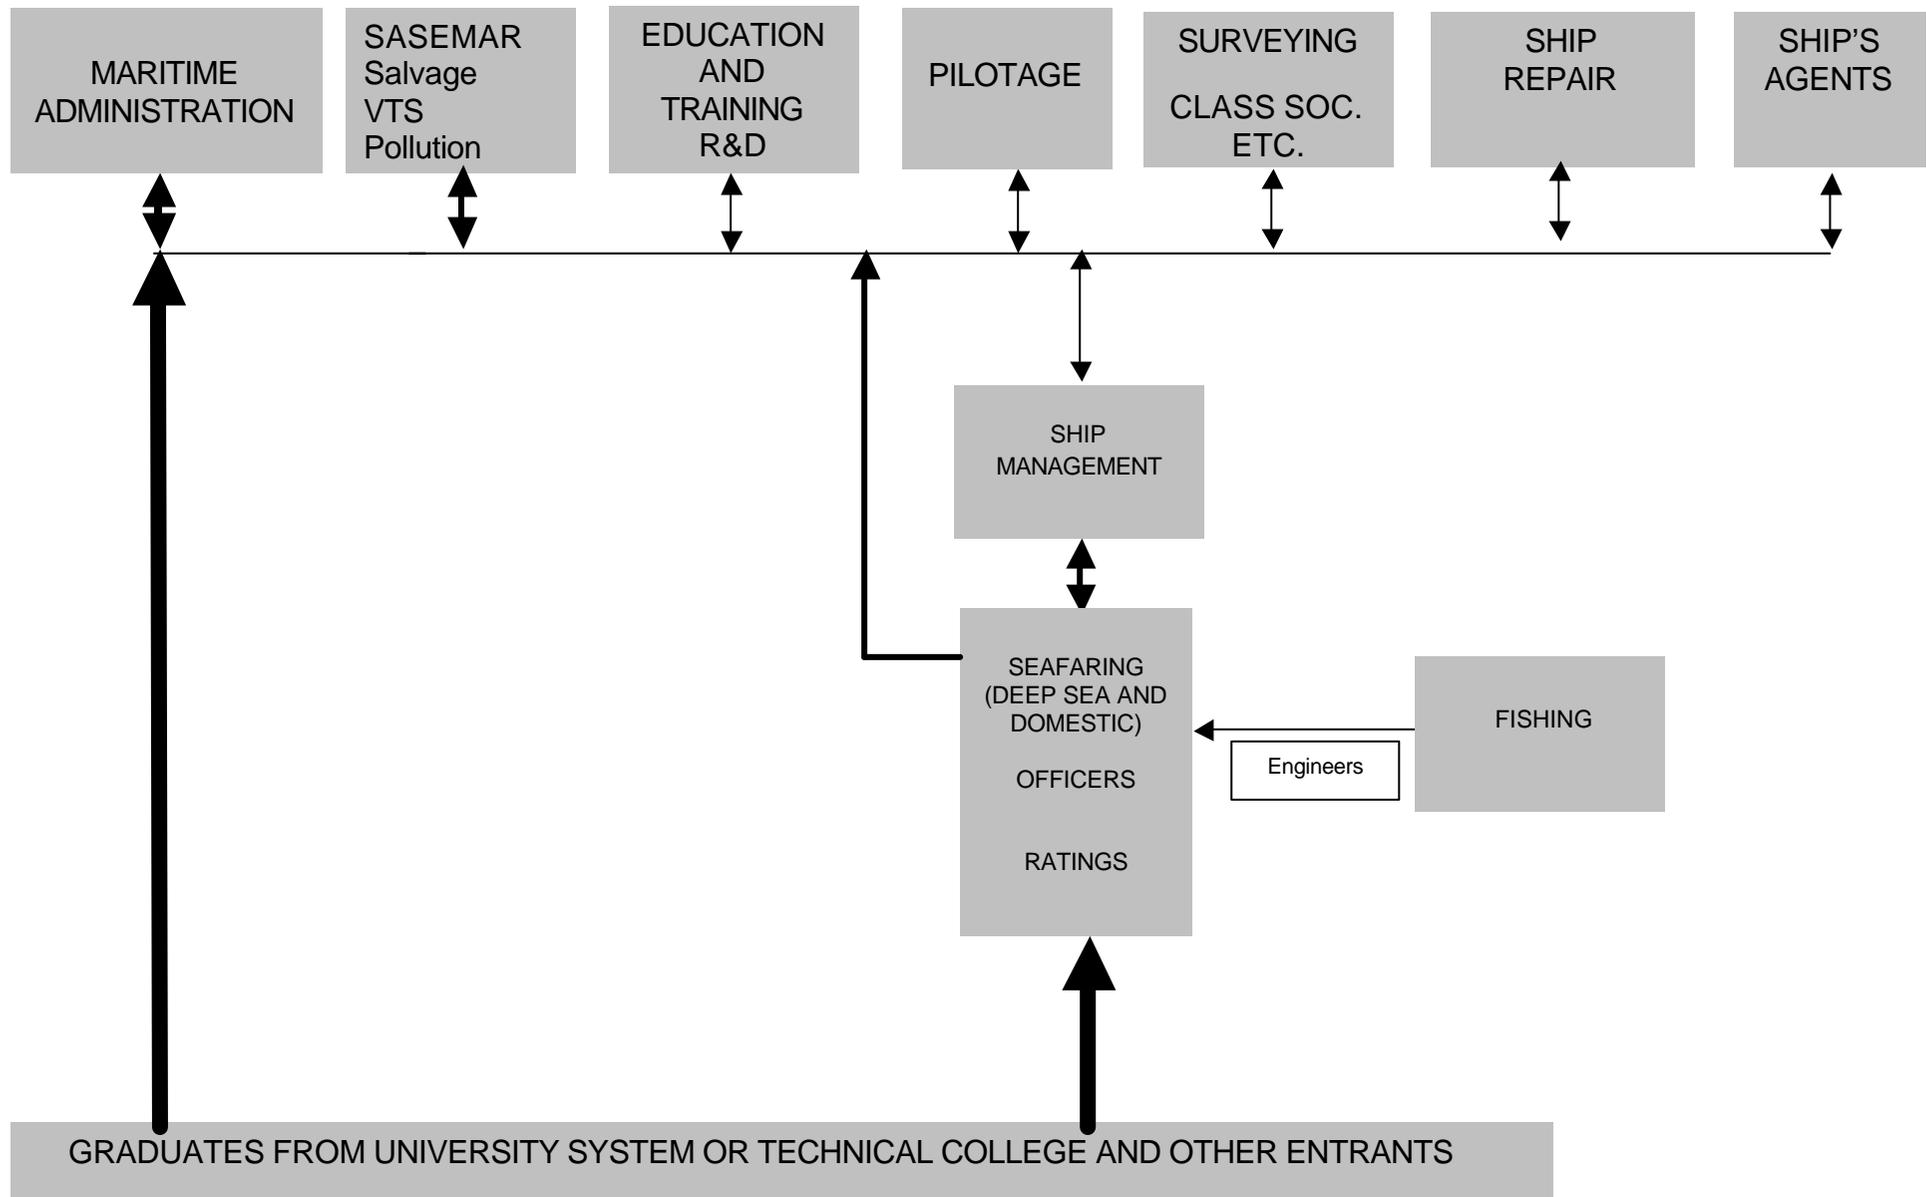 MARITIME
ADMINISTRATION
SASEMAR
Salvage
VTS
Pollution
EDUCATION
AND
TRAINING
R&D
PILOTAGE
SURVEYING
CLASS SOC.
ETC.
SHIP
REPAIR
SHIP’S
AGENTS
SHIP
MANAGEMENT
SEAFARING
(DEEP SEA AND
DOMESTIC)
OFFICERS
RATINGS
Engineers
FISHING
GRADUATES FROM UNIVERSITY SYSTEM OR TECHNICAL COLLEGE AND OTHER ENTRANTS